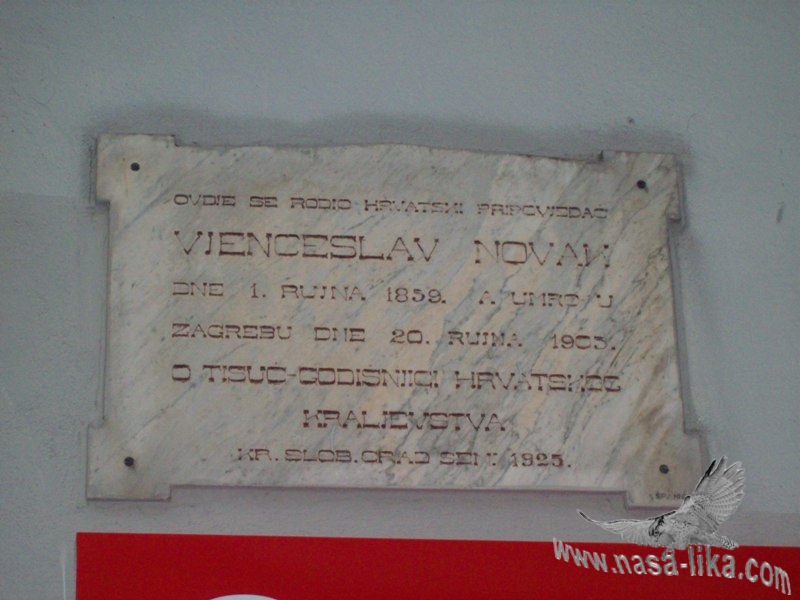 OVDJE SE RODIO HRVATSKI PRIPOVJEDAČ
VJENCESLAV NOVAK
DNE 1. RUJNA 1859. A UMRO U
ZAGREBU DNE 20. RUJNA 1905.
O TISUĆ-GODIŠNJICI HRVATSKOG
KRALJEVSTVA
KR. SLOB. GRAD SENJ. 1925.
www.nasa-lika.com